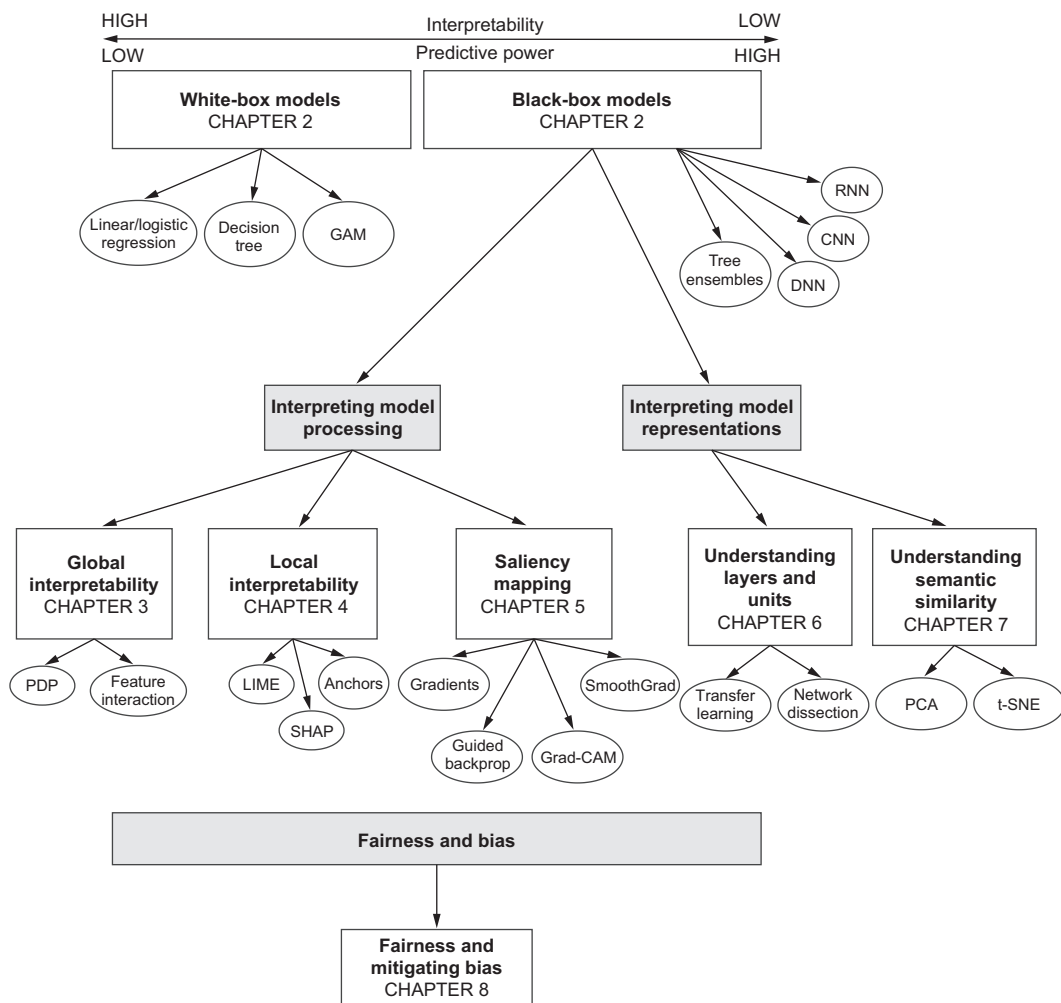 HIGH
Interpretability
LOW
LOW
Predictive power
HIGH
White-box models
CHAPTER 2
Black-box models
CHAPTER 2
Linear/logistic
regression
Decision
tree
GAM
Tree
ensembles
DNN
CNN
RNN
Interpreting model
processing
Interpreting model
representations
Global
interpretability
CHAPTER 3
Local
interpretability
CHAPTER 4
Saliency
mapping
CHAPTER 5
Understanding
layers and
units
CHAPTER 6
Understanding
semantic
similarity
CHAPTER 7
PDP
Feature
interaction
LIME
SHAP
Anchors
Gradients
Guided
backprop
Grad-CAM
SmoothGrad
Transfer
learning
Network
dissection
PCA
t-SNE
Fairness and bias
Fairness and
mitigating bias
CHAPTER 8